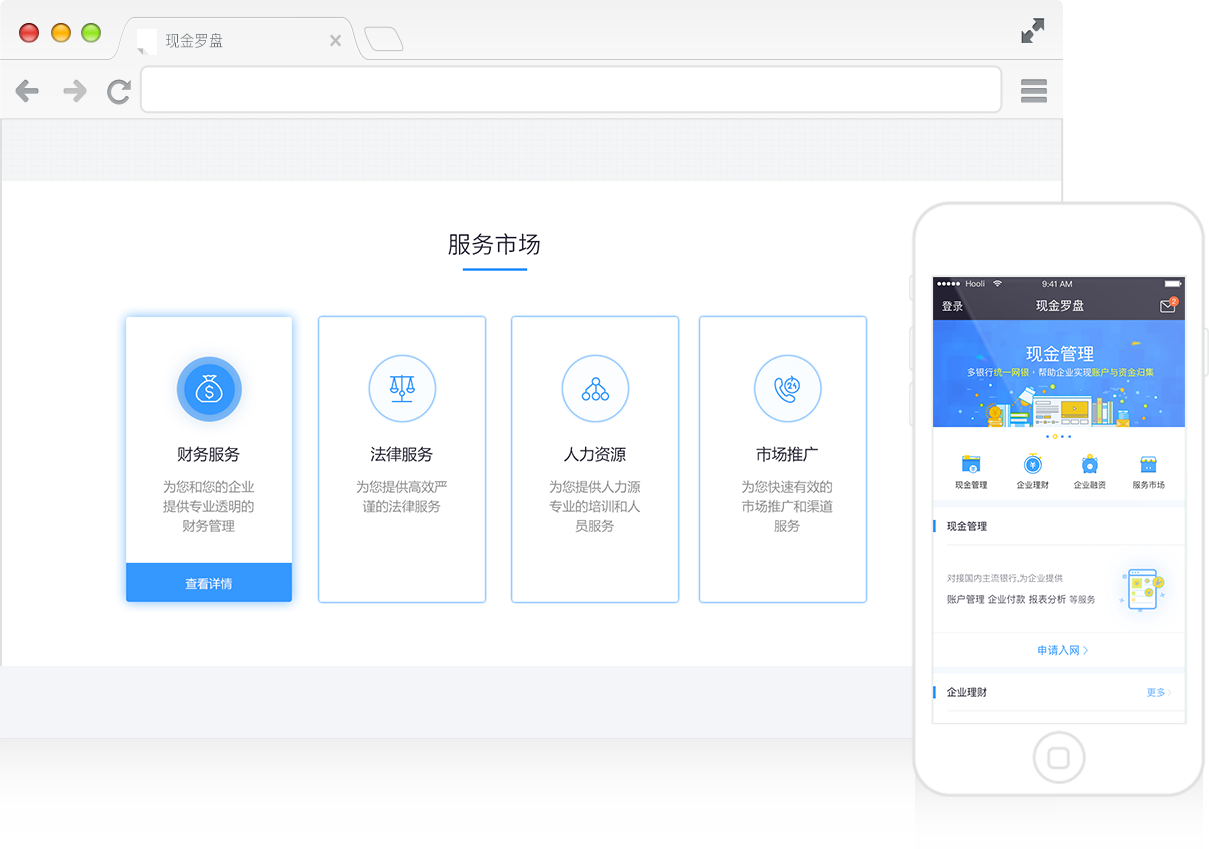 现金罗盘
服务市场
财务服务
为您和您的企业
提供专业透明的
财务管理
查看详情
法律服务
为您提供高效严
谨的法律服务
人力资源
为您提供人力源
专业的培训和人
员服务
24
市场推广
为您快速有效的
市场推广和渠道
服务
Hooli 9:41 AM
登录 现金罗盘 2
现金管理
多银行统一网银，帮助企业实现账户与资金归集
现金管理 企业理财 企业融资 服务市场
现金管理
对接国内主流银行,为企业提供
账户管理 企业付款 报表分析 等服务
申请入网
企业理财 更多